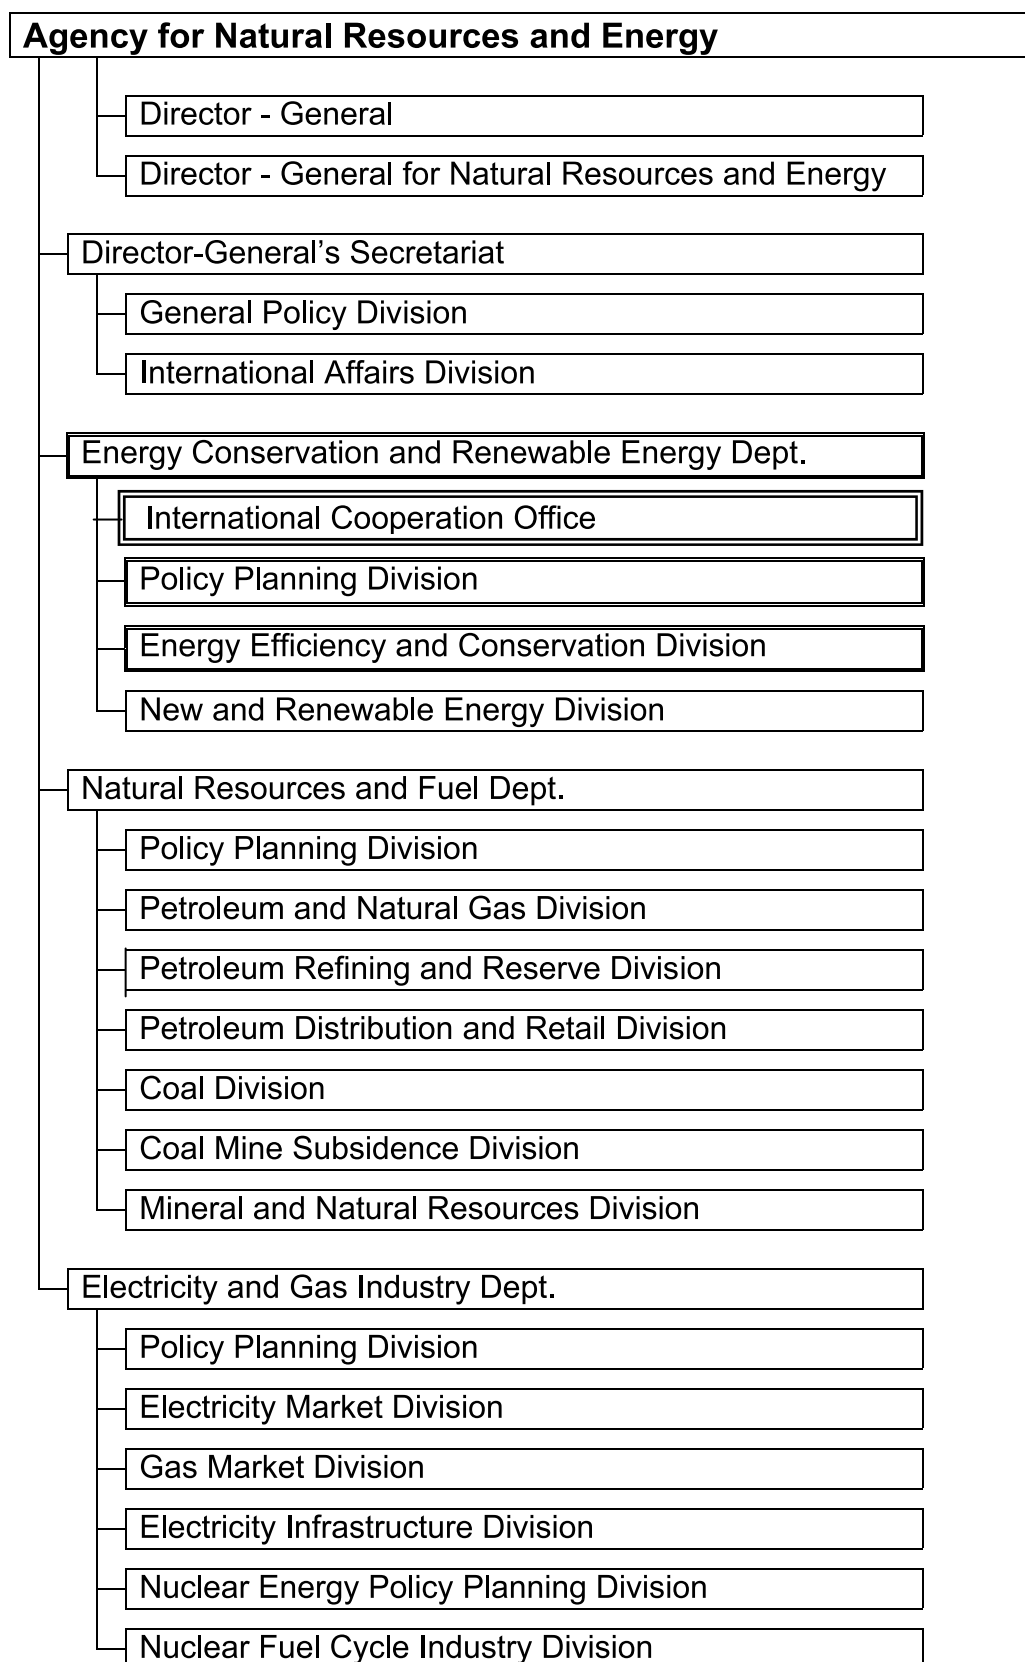 Agency for Natural Resources and Energy
Director - General
Director - General for Natural Resources and Energy
Director-General’s Secretariat
General Policy Division
International Affairs Division
Energy Conservation and Renewable Energy Dept.
International Cooperation Office
Policy Planning Division
Energy Efficiency and Conservation Division
New and Renewable Energy Division
Natural Resources and Fuel Dept.
Policy Planning Division
Petroleum and Natural Gas Division
Petroleum Refining and Reserve Division
Petroleum Distribution and Retail Division
Coal Division
Coal Mine Subsidence Division
Mineral and Natural Resources Division
Electricity and Gas Industry Dept.
Policy Planning Division
Electricity Market Division
Gas Market Division
Electricity Infrastructure Division
Nuclear Energy Policy Planning Division
Nuclear Fuel Cycle Industry Division